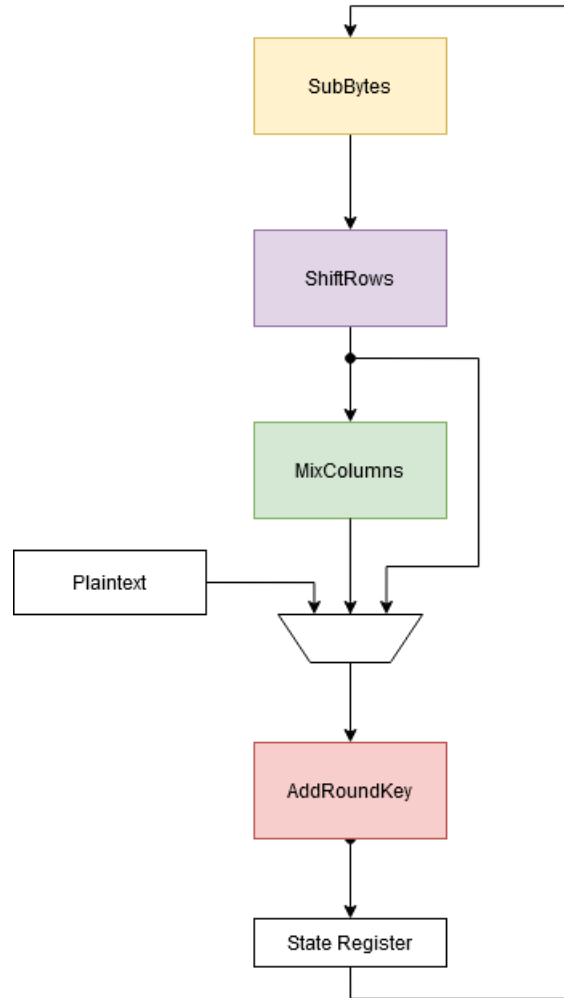 SubBytes
ShiftRows
MixColumns
Plaintext
AddRoundKey
State Register